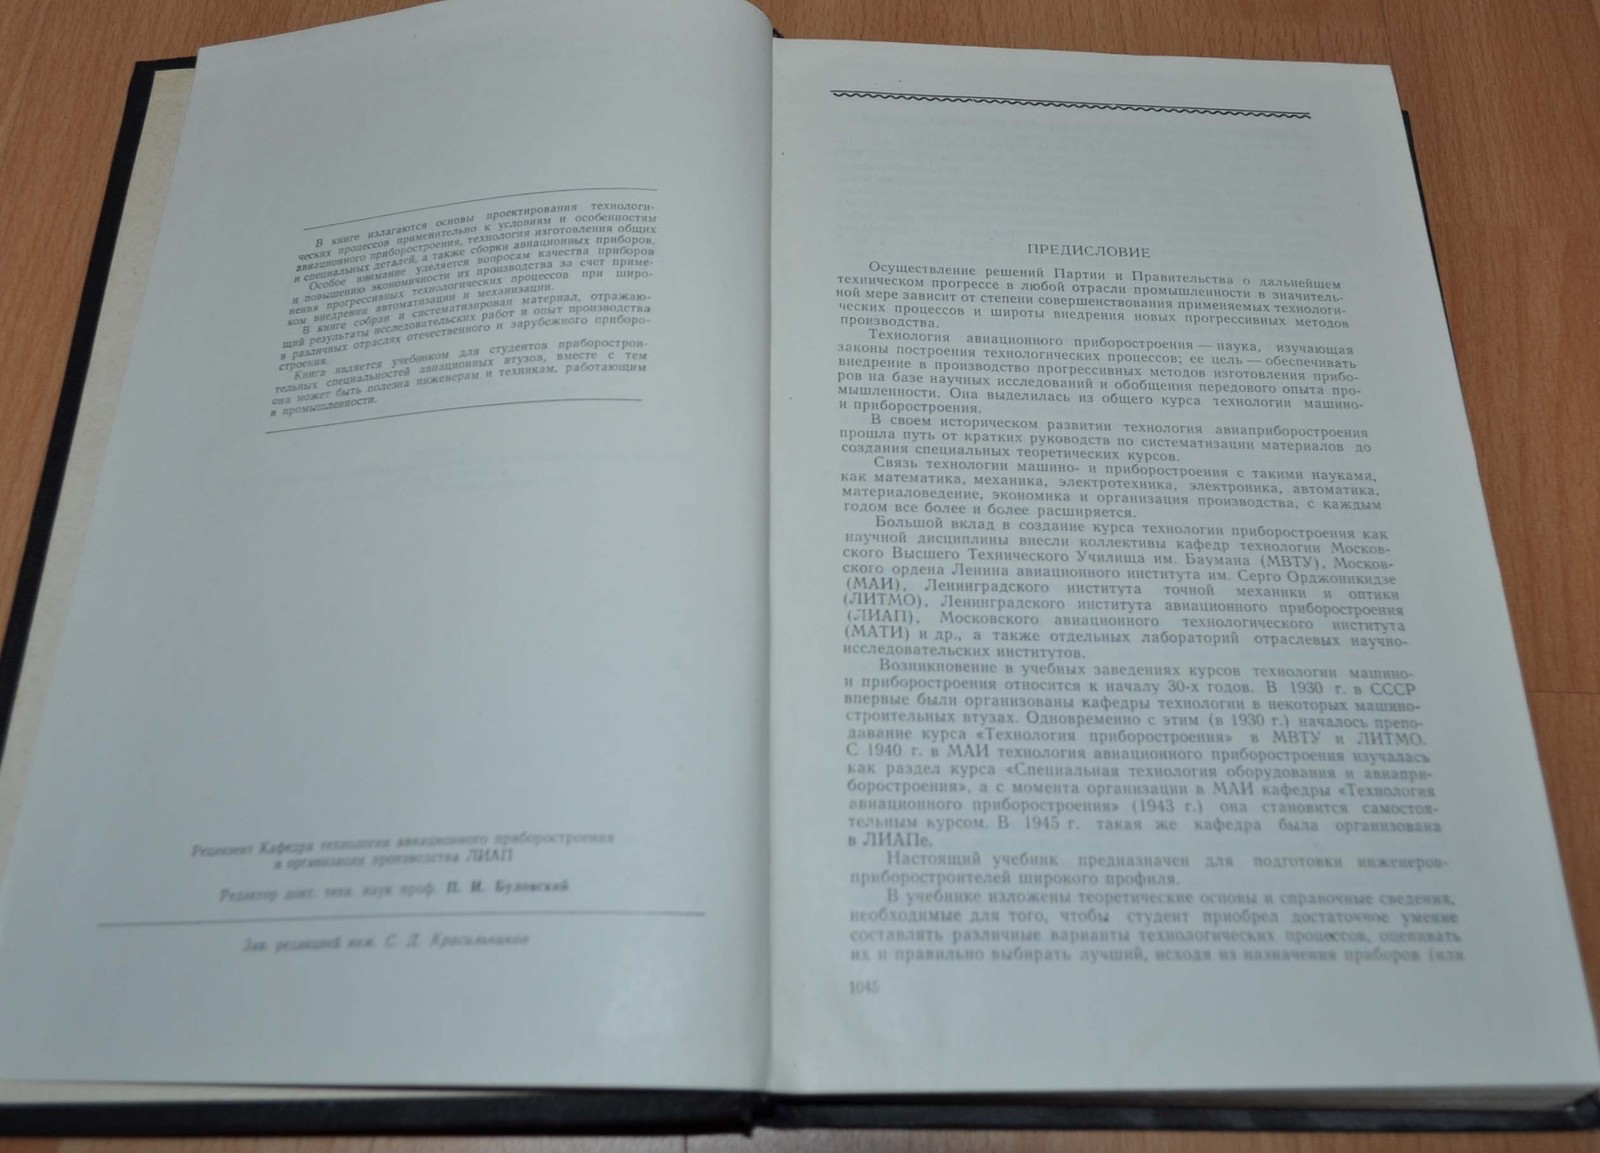 В книге излагаются основы проектирования технологи-
ческих процессов применительно к условиям и особенностям
авиационного приборостроения, технология изготовления общих
и специальных деталей, а также сборки авиационных приборов.
Особое внимание уделяется вопросам качества приборов
и повышению экономичности их производства за счет приме-
нения прогрессивных технологических процессов при широ-
ком внедрении автоматизации и механизации.
В книге собран и систематизирован материал, отражаю-
щий результаты исследовательских работ и опыт производства
в различных отраслях отечественного и зарубежного приборо-
строения.
Книга является учебником для студентов приборострои-
тельных специальностей авиационных втузов, вместе с тем
она может быть полезна инженерам и техникам, работающим
в промышленности.
Рецензент Кафедра технологии авиационного приборостроения
и организации производства ЛИАП
Редактор докт. техн. наук проф. П. И. Буловский
Зав. редакцией инж. С. Д. Красильников
ПРЕДИСЛОВИЕ
Осуществление решений Партии и Правительства о дальнейшем
техническом прогрессе в любой отрасли промышленности в значитель-
ной мере зависит от степени совершенствования применяемых технологи-
ческих процессов и широты внедрения новых прогрессивных методов
производства.
Технология авиационного приборостроения — наука, изучающая
законы построения технологических процессов; ее цель — обеспечивать
внедрение в производство прогрессивных методов изготовления прибо-
ров на базе научных исследований и обобщения передового опыта про-
мышленности. Она выделилась из общего курса технологии машино-
и приборостроения.
В своем историческом развитии технология авиаприборостроения
прошла путь от кратких руководств по систематизации материалов до
создания специальных теоретических курсов.
Связь технологии машино- и приборостроения с такими науками,
как математика, механика, электротехника, электроника, автоматика,
материаловедение, экономика и организация производства, с каждым
годом все более и более расширяется.
Большой вклад в создание курса технологии приборостроения как
научной дисциплины внесли коллективы кафедр технологии Москов-
ского Высшего Технического Училища им. Баумана (МВТУ), Москов-
ского ордена Ленина авиационного института им. Серго Орджоникидзе
(МАИ), Ленинградского института точной механики и оптики
(ЛИТМО), Ленинградского института авиационного приборостроения
(ЛИАП), Московского авиационного технологического института
(МАТИ) и др., а также отдельных лабораторий отраслевых научно-
исследовательских институтов.
Возникновение в учебных заведениях курсов технологии машино-
и приборостроения относится к началу 30-х годов. В 1930 г. в СССР
впервые были организованы кафедры технологии в некоторых машино-
строительных втузах. Одновременно с этим (в 1930 г.) началось препо-
давание курса «Технология приборостроения» в МВТУ и ЛИТМО.
С 1940 г. в МАИ технология авиационного приборостроения изучалась
как раздел курса «Специальная технология оборудования и авиапри-
боростроения», а с момента организации в МАИ кафедры «Технология
авиационного приборостроения» (1943 г.) она становится самостоя-
тельным курсом. В 1945 г. такая же кафедра была организована
в ЛИАПе.
Настоящий учебник предназначен для подготовки инженеров-
приборостроителей широкого профиля.
В учебнике изложены теоретические основы и справочные сведения,
необходимые для того, чтобы студент приобрел достаточное умение
составлять различные варианты технологических процессов, оценивать
их и правильно выбирать лучший, исходя из назначения приборов (или
1045